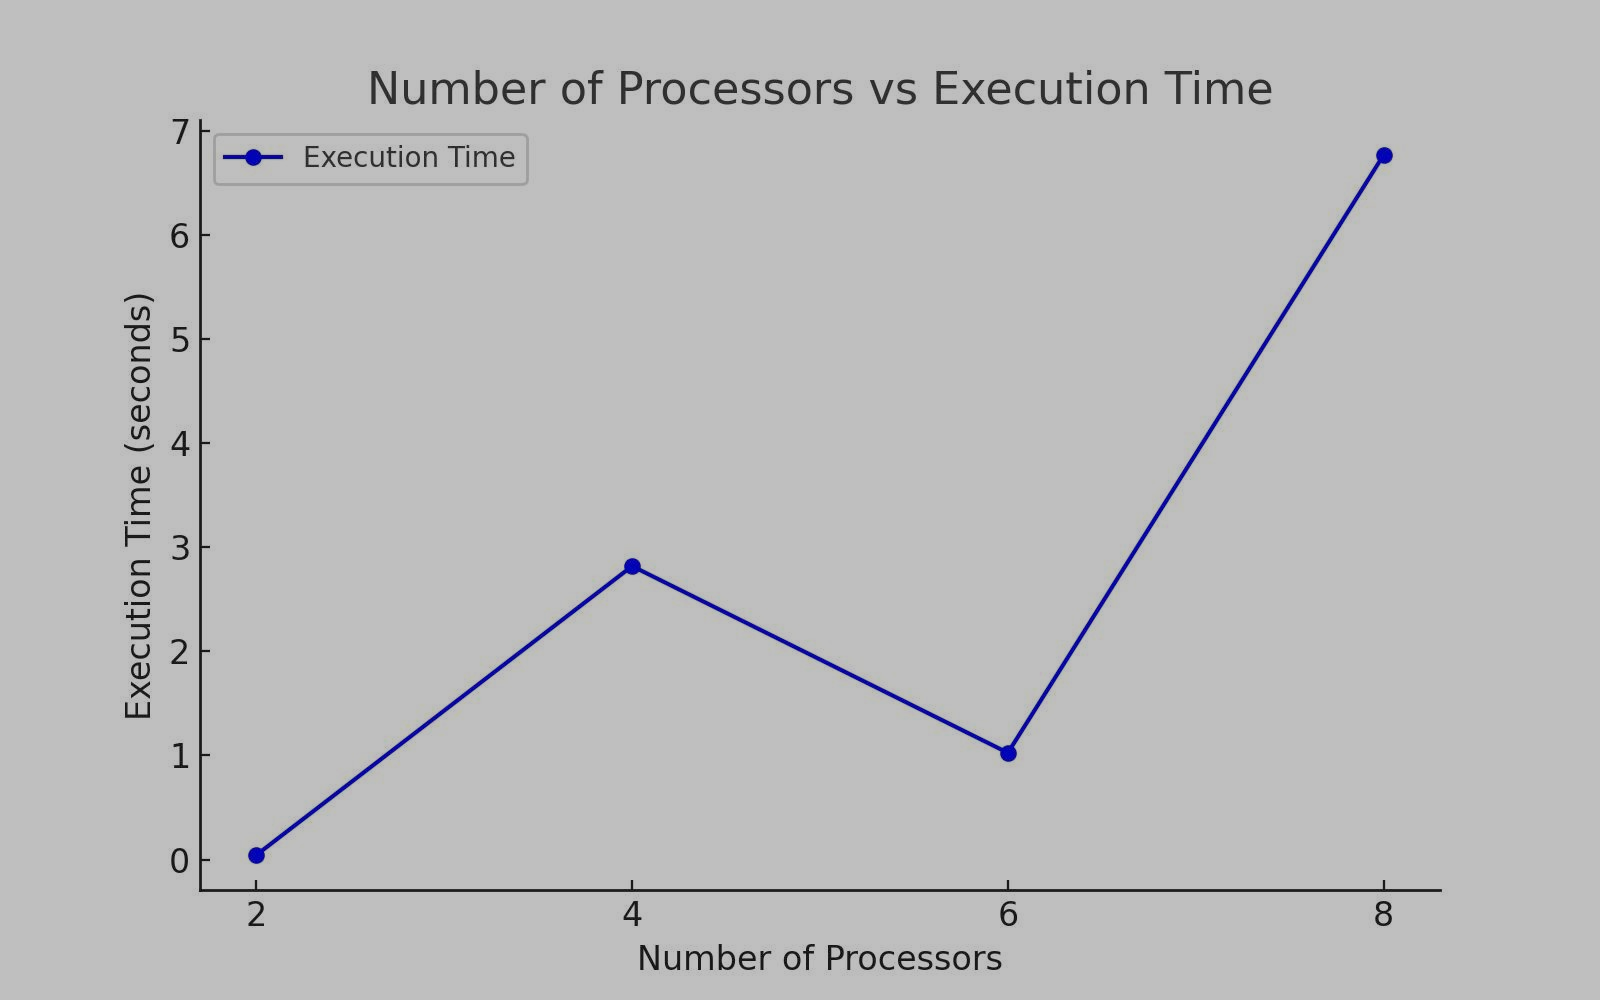 Number of Processors vs Execution Time
Execution Time
7
6
5
4
3
2
1
0
Execution Time (seconds)
2 4 6 8
Number of Processors